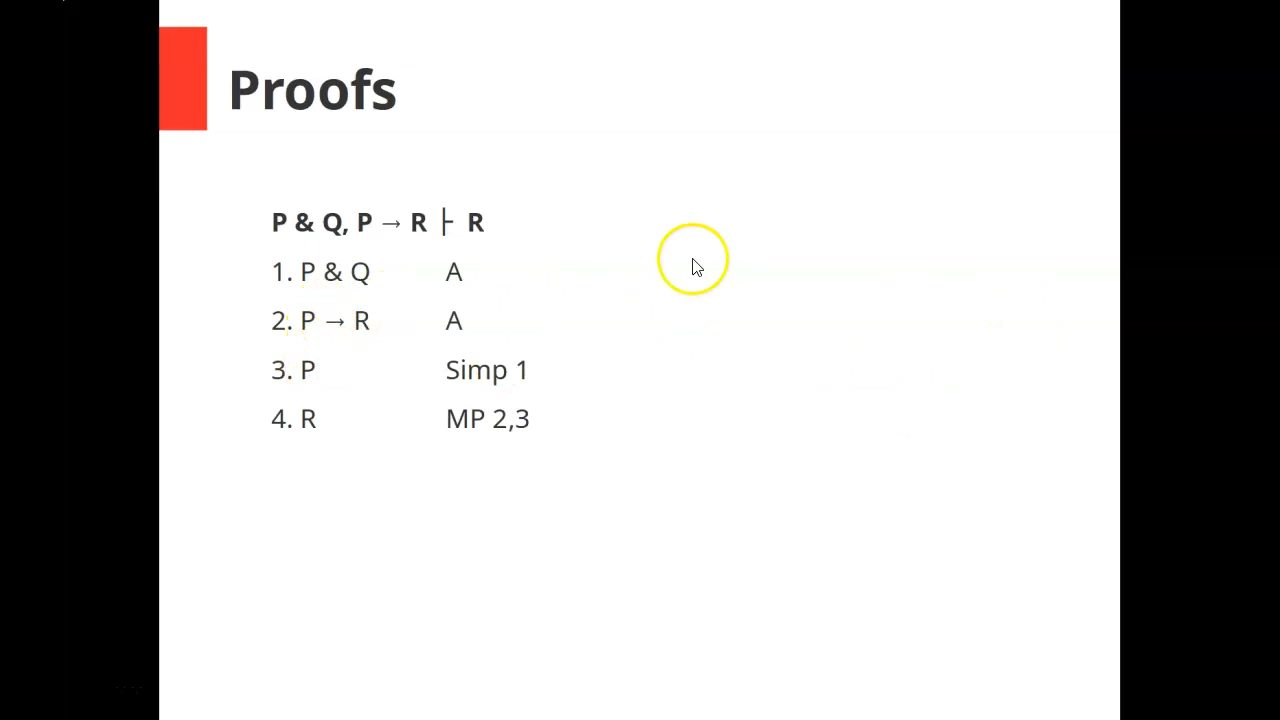 Proofs
P & Q, P → R ├ R
1. P & Q A
2. P → R A
3. P Simp 1
4. R MP 2,3